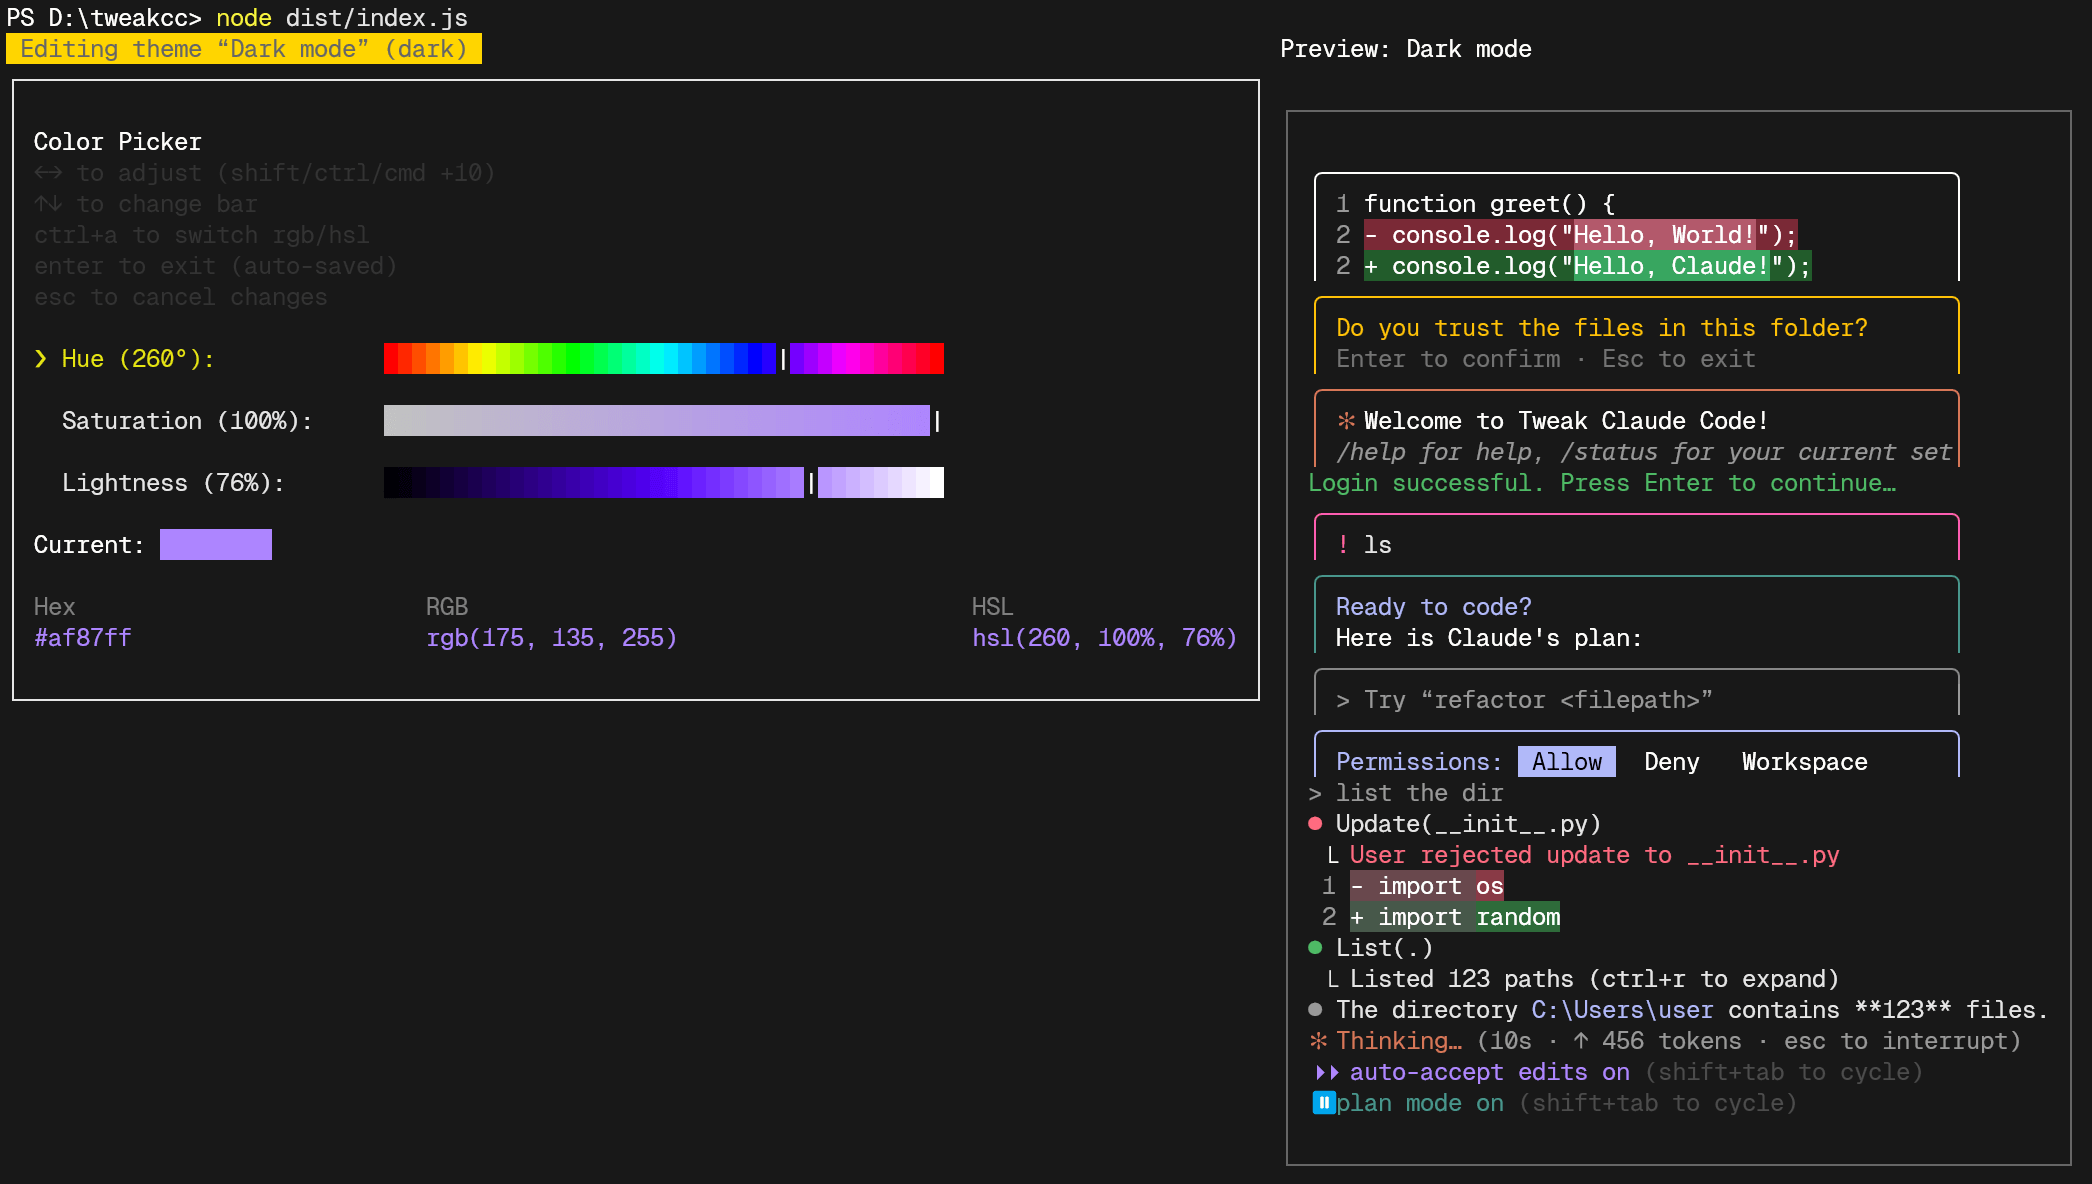 PS D:\tweakcc> node dist/index.js
Editing theme “Dark mode” (dark)
Color Picker
←→ to adjust (shift/ctrl/cmd +10)
↑↓ to change bar
ctrl+a to switch rgb/hsl
enter to exit (auto-saved)
esc to cancel changes
❯ Hue (260°):
Saturation (100%):
Lightness (76%):
Current:
Hex RGB HSL
#af87ff rgb(175, 135, 255) hsl(260, 100%, 76%)
Preview: Dark mode
1 function greet() {
2 - console.log("Hello, World!");
2 + console.log("Hello, Claude!");
Do you trust the files in this folder?
Enter to confirm · Esc to exit
✻ Welcome to Tweak Claude Code!
/help for help, /status for your current set
Login successful. Press Enter to continue…
! ls
Ready to code?
Here is Claude's plan:
> Try “refactor <filepath>”
Permissions: Allow Deny Workspace
> list the dir
● Update(__init__.py)
⎿ User rejected update to __init__.py
1 - import os
2 + import random
● List(.)
⎿ Listed 123 paths (ctrl+r to expand)
● The directory C:\Users\user contains **123** files.
✻ Thinking… (10s · ↑ 456 tokens · esc to interrupt)
⏵⏵ auto-accept edits on (shift+tab to cycle)
⏸ plan mode on (shift+tab to cycle)